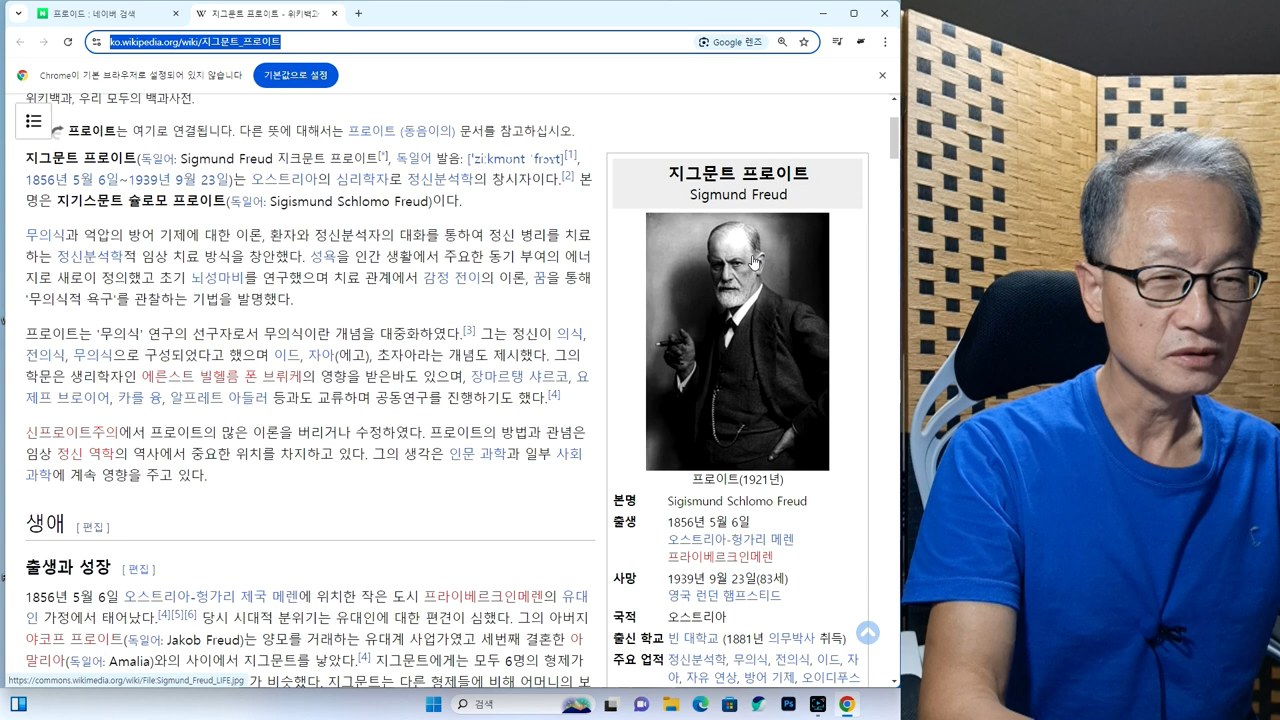 프로이드 : 네이버 검색
지그문트 프로이트 - 위키백과
ko.wikipedia.org/wiki/지그문트_프로이트
Google 렌즈
Chrome이 기본 브라우저로 설정되어 있지 않습니다
기본값으로 설정
위키백과, 우리 모두의 백과사전.
프로이트는 여기로 연결됩니다. 다른 뜻에 대해서는 프로이트 (동음이의) 문서를 참고하십시오.
지그문트 프로이트(독일어: Sigmund Freud 지크문트 프로이트[*], 독일어 발음: [ˈziːkmʊnt ˈfrɔʏt][1],
1856년 5월 6일~1939년 9월 23일)는 오스트리아의 심리학자로 정신분석학의 창시자이다.[2] 본
명은 지기스문트 슐로모 프로이트(독일어: Sigismund Schlomo Freud)이다.
무의식과 억압의 방어 기제에 대한 이론, 환자와 정신분석자의 대화를 통하여 정신 병리를 치료
하는 정신분석학적 임상 치료 방식을 창안했다. 성욕을 인간 생활에서 주요한 동기 부여의 에너
지로 새로이 정의했고 초기 뇌성마비를 연구했으며 치료 관계에서 감정 전이의 이론, 꿈을 통해
'무의식적 욕구'를 관찰하는 기법을 발명했다.
프로이트는 '무의식' 연구의 선구자로서 무의식이란 개념을 대중화하였다.[3] 그는 정신이 의식,
전의식, 무의식으로 구성되었다고 했으며 이드, 자아(에고), 초자아라는 개념도 제시했다. 그의
학문은 생리학자인 에른스트 빌헬름 폰 브뤼케의 영향을 받은바도 있으며, 장마르탱 샤르코, 요
제프 브로이어, 카를 융, 알프레트 아들러 등과도 교류하며 공동연구를 진행하기도 했다.[4]
신프로이트주의에서 프로이트의 많은 이론을 버리거나 수정하였다. 프로이트의 방법과 관념은
임상 정신 역학의 역사에서 중요한 위치를 차지하고 있다. 그의 생각은 인문 과학과 일부 사회
과학에 계속 영향을 주고 있다.
생애 [ 편집 ]
출생과 성장 [ 편집 ]
1856년 5월 6일 오스트리아-헝가리 제국 메렌에 위치한 작은 도시 프라이베르크인메렌의 유대
인 가정에서 태어났다.[4][5][6] 당시 시대적 분위기는 유대인에 대한 편견이 심했다. 그의 아버지
야코프 프로이트(독일어: Jakob Freud)는 양모를 거래하는 유대계 사업가였고 세번째 결혼한 아
말리아(독일어: Amalia)와의 사이에서 지그문트를 낳았다.[4] 지그문트에게는 모두 6명의 형제가
가 비슷했다. 지그문트는 다른 형제들에 비해 어머니의 보
https://commons.wikimedia.org/wiki/File:Sigmund_Freud_LIFE.jpg
지그문트 프로이트
Sigmund Freud
프로이트(1921년)
본명 Sigismund Schlomo Freud
출생 1856년 5월 6일
오스트리아-헝가리 메렌
프라이베르크인메렌
사망 1939년 9월 23일(83세)
영국 런던 햄프스티드
국적 오스트리아
출신 학교 빈 대학교 (1881년 의무박사 취득)
주요 업적 정신분석학, 무의식, 전의식, 이드, 자
아, 자유 연상, 방어 기제, 오이디푸스
검색
Ps